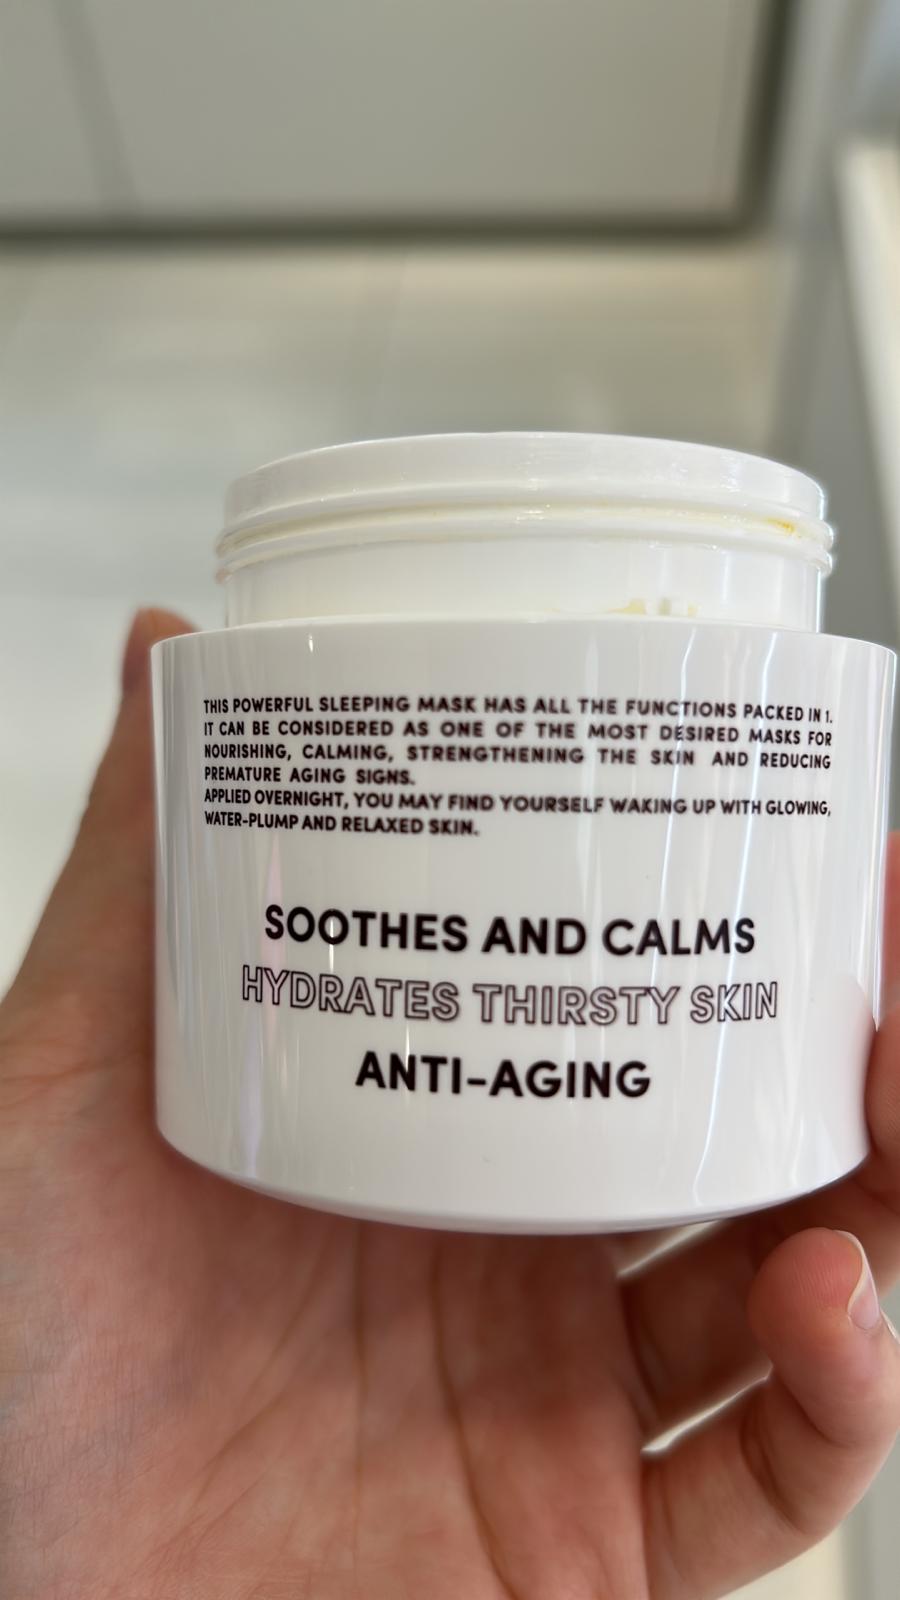 THIS POWERFUL SLEEPING MASK HAS ALL THE FUNCTIONS PACKED IN 1.
IT CAN BE CONSIDERED AS ONE OF THE MOST DESIRED MASKS FOR
NOURISHING, CALMING, STRENGTHENING THE SKIN AND REDUCING
PREMATURE AGING SIGNS.
APPLIED OVERNIGHT, YOU MAY FIND YOURSELF WAKING UP WITH GLOWING,
WATER-PLUMP AND RELAXED SKIN.
SOOTHES AND CALMS
HYDRATES THIRSTY SKIN
ANTI-AGING